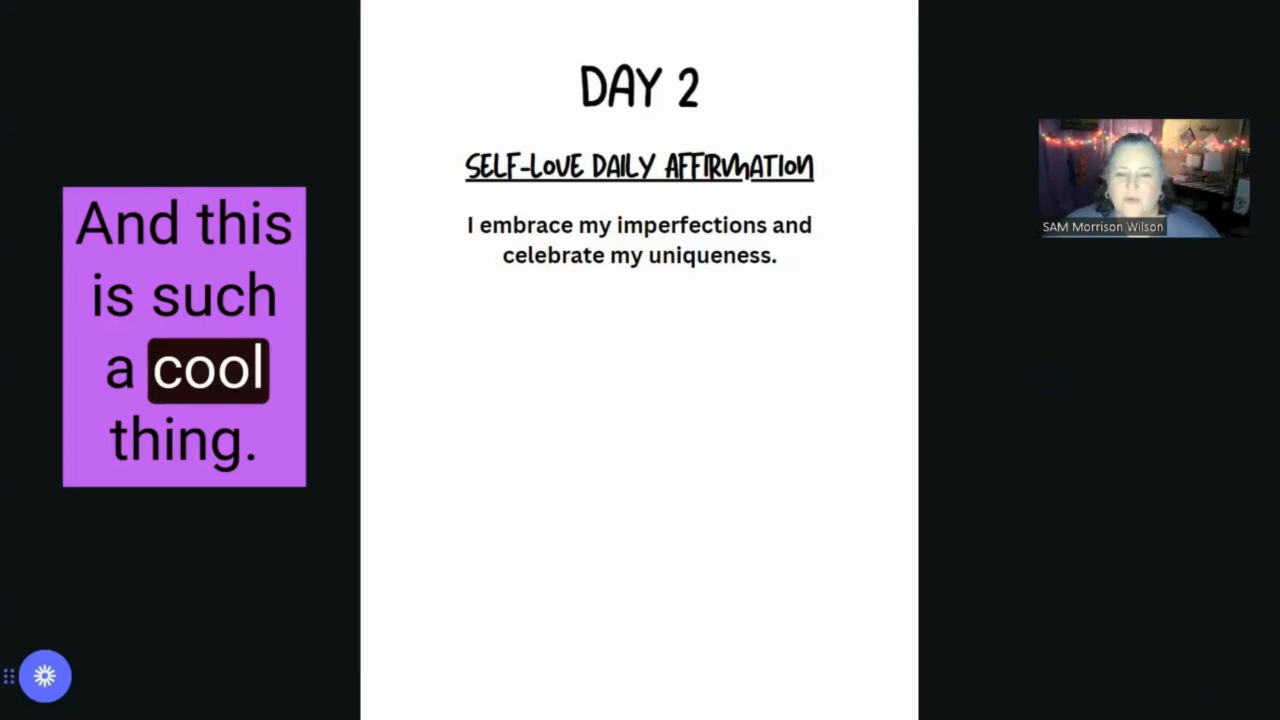 DAY 2
SELF-LOVE DAILY AFFIRMATION
I embrace my imperfections and
celebrate my uniqueness.
And this
is such
a cool
thing.
SAM Morrison Wilson